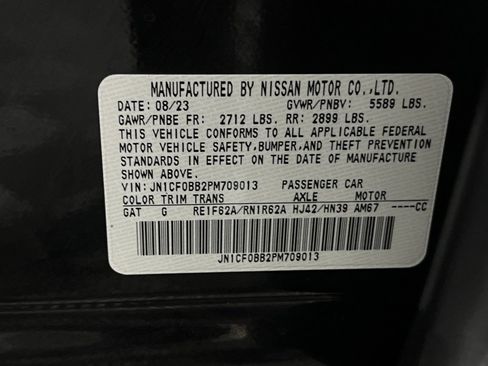 MANUFACTURED BY NISSAN MOTOR CO.,LTD.
DATE: 08/23 GVWR/PNBV: 5589 LBS.
GAWR/PNBE FR: 2712 LBS. RR: 2899 LBS.
THIS VEHICLE CONFORMS TO ALL APPLICABLE FEDERAL
MOTOR VEHICLE SAFETY,BUMPER,AND THEFT PREVENTION
STANDARDS IN EFFECT ON THE DATE OF MANUFACTURE
SHOWN ABOVE.
VIN: JN1CF0BB2PM709013 PASSENGER CAR
COLOR TRIM TRANS AXLE MOTOR
GAT G RE1F62A/RN1R62A HJ42/HN39 AM67 ----CC
JN1CF0BB2PM709013